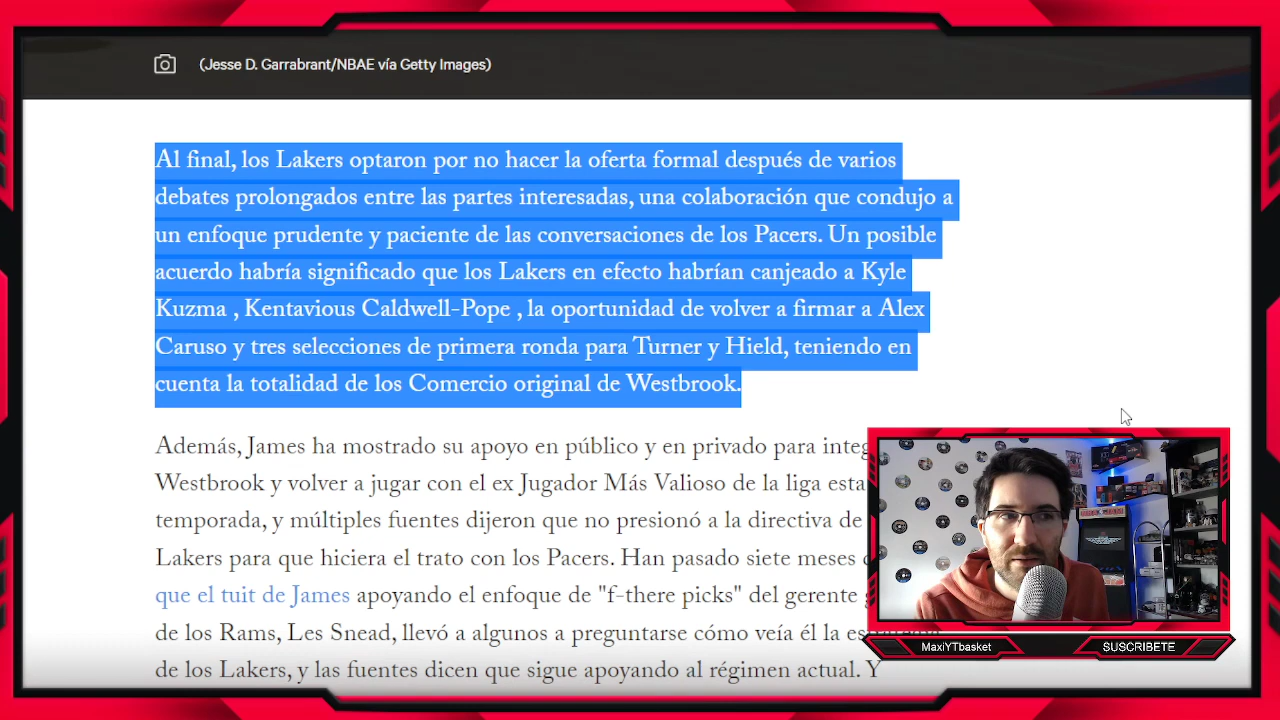 (Jesse D. Garrabrant/NBAE vía Getty Images)
Al final, los Lakers optaron por no hacer la oferta formal después de varios
debates prolongados entre las partes interesadas, una colaboración que condujo a
un enfoque prudente y paciente de las conversaciones de los Pacers. Un posible
acuerdo habría significado que los Lakers en efecto habrían canjeado a Kyle
Kuzma , Kentavious Caldwell-Pope , la oportunidad de volver a firmar a Alex
Caruso y tres selecciones de primera ronda para Turner y Hield, teniendo en
cuenta la totalidad de los Comercio original de Westbrook.
Además, James ha mostrado su apoyo en público y en privado para
Westbrook y volver a jugar con el ex Jugador Más Valioso de la liga
temporada, y múltiples fuentes dijeron que no presionó a la directiva de
Lakers para que hiciera el trato con los Pacers. Han pasado siete meses
que el tuit de James apoyando el enfoque de "f-there picks" del gerente
de los Rams, Les Snead, llevó a algunos a preguntarse cómo veía él la
de los Lakers, y las fuentes dicen que sigue apoyando al régimen actual. Y
MaxiYTbasket
SUSCRIBETE